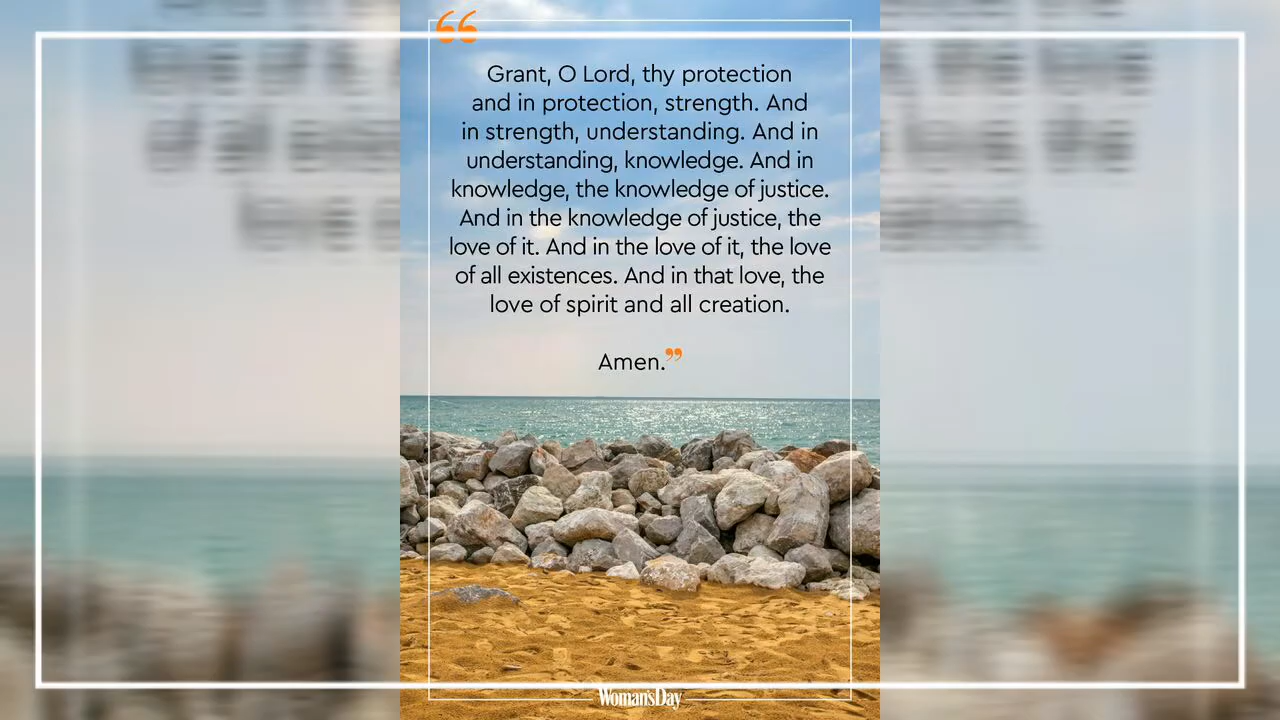 “
Grant, O Lord, thy protection
and in protection, strength. And
in strength, understanding. And in
understanding, knowledge. And in
knowledge, the knowledge of justice.
And in the knowledge of justice, the
love of it. And in the love of it, the love
of all existences. And in that love, the
love of spirit and all creation.
Amen.”
Woman'sDay